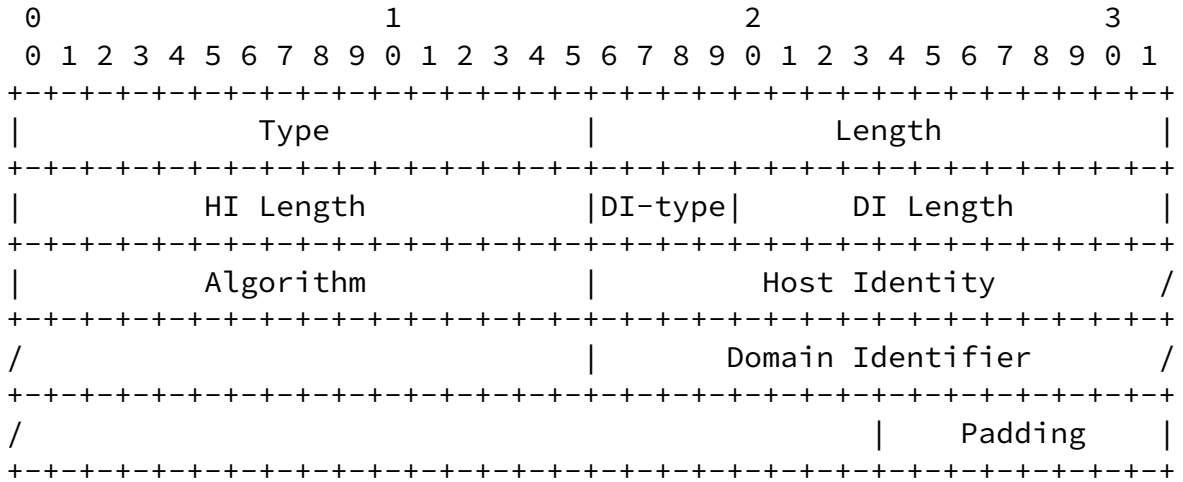 0                   1                   2                   3
 0 1 2 3 4 5 6 7 8 9 0 1 2 3 4 5 6 7 8 9 0 1 2 3 4 5 6 7 8 9 0 1
+-+-+-+-+-+-+-+-+-+-+-+-+-+-+-+-+-+-+-+-+-+-+-+-+-+-+-+-+-+-+-+-+
|             Type              |             Length            |
+-+-+-+-+-+-+-+-+-+-+-+-+-+-+-+-+-+-+-+-+-+-+-+-+-+-+-+-+-+-+-+-+
|          HI Length            |DI-type|      DI Length        |
+-+-+-+-+-+-+-+-+-+-+-+-+-+-+-+-+-+-+-+-+-+-+-+-+-+-+-+-+-+-+-+-+
|          Algorithm            |         Host Identity         /
+-+-+-+-+-+-+-+-+-+-+-+-+-+-+-+-+-+-+-+-+-+-+-+-+-+-+-+-+-+-+-+-+
/                               |       Domain Identifier       /
+-+-+-+-+-+-+-+-+-+-+-+-+-+-+-+-+-+-+-+-+-+-+-+-+-+-+-+-+-+-+-+-+
/                                               |    Padding    |
+-+-+-+-+-+-+-+-+-+-+-+-+-+-+-+-+-+-+-+-+-+-+-+-+-+-+-+-+-+-+-+-+